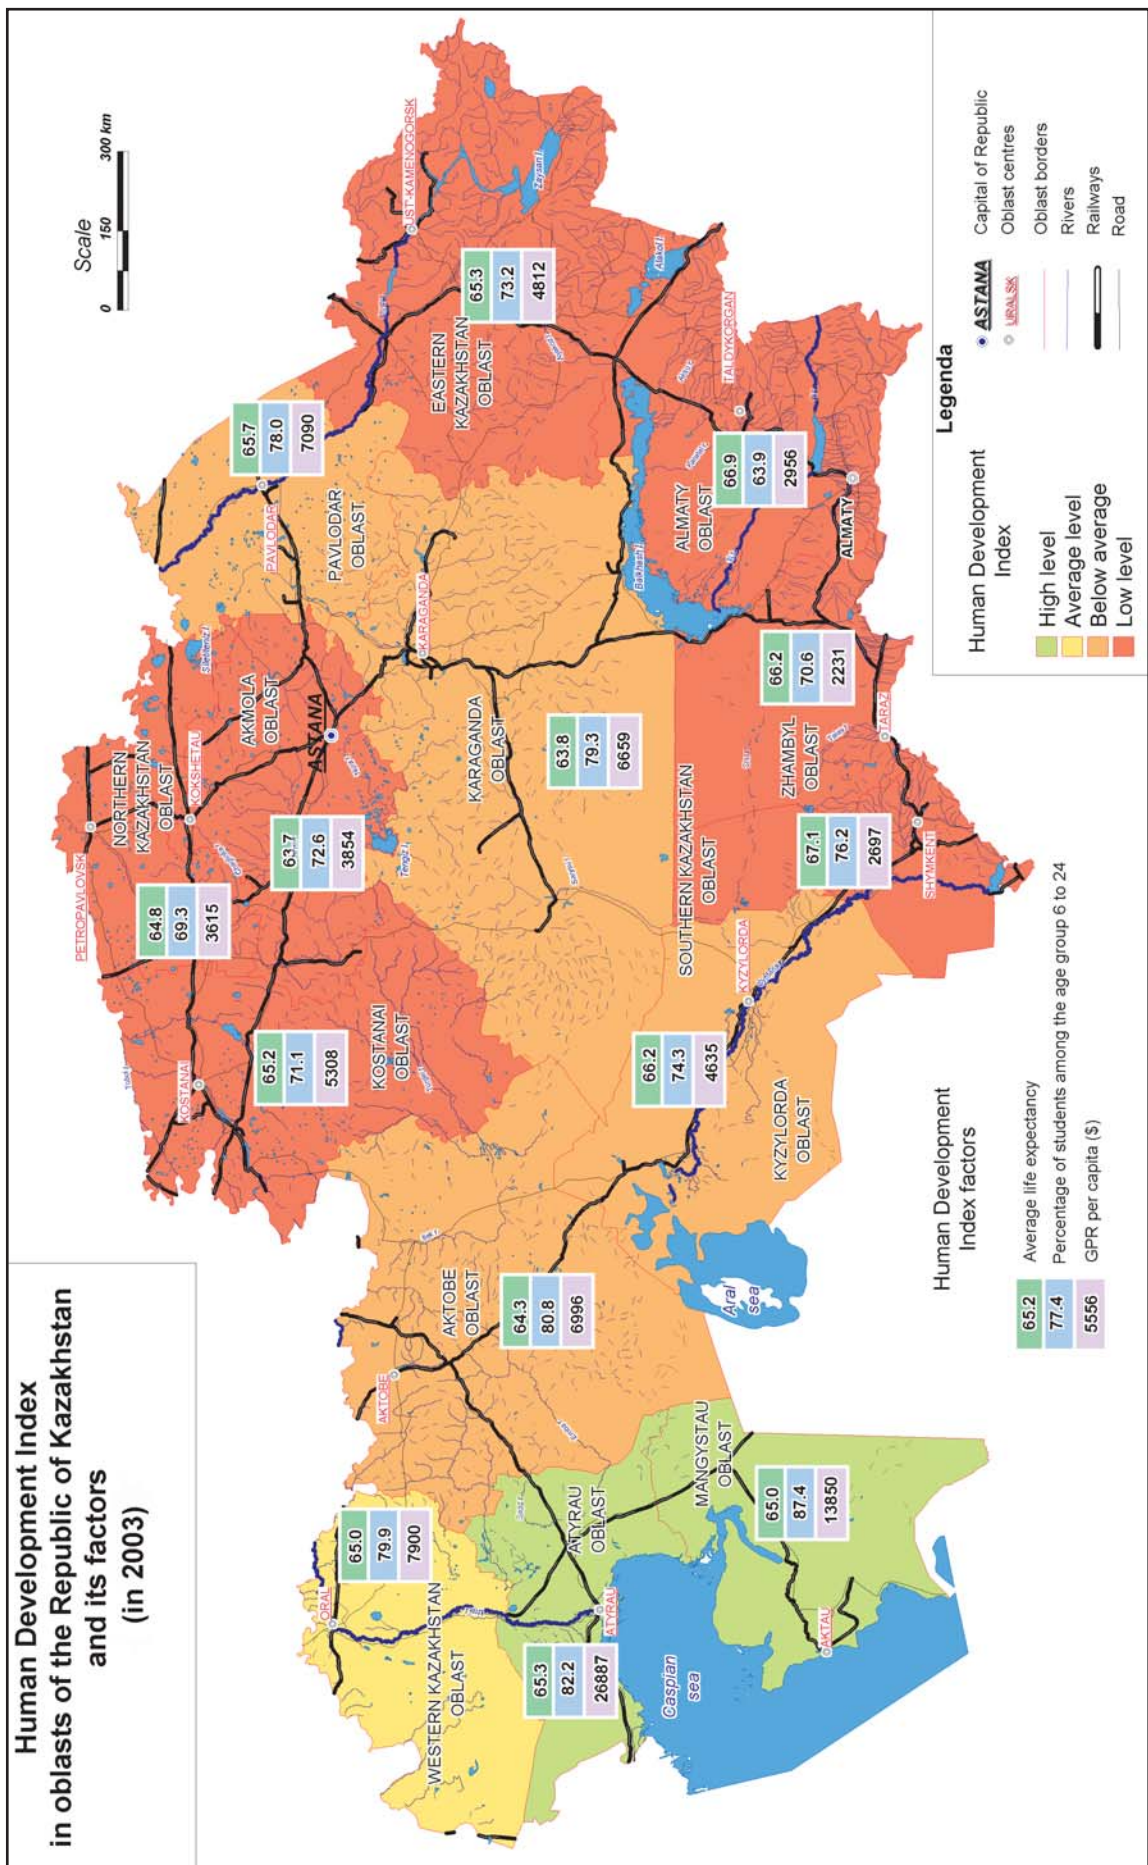 Human Development Index
in oblasts of the Republic of Kazakhstan
and its factors
(in 2003)
Scale
0 150 300 km
PETROPAVLOVSK
NORTHERN
KAZAKHSTAN
OBLAST
64.8
69.3
3615
KOKSHETAU
Siletiteniz l.
AKMOLA
OBLAST
ASTANA
63.7
72.6
3854
Tengiz l.
KOSTANA
65.2
71.1
5308
KOSTANAI
OBLAST
PAVLODAR
65.7
78.0
7090
PAVLODAR
OBLAST
UST'-KAMENOGORSK
65.3
73.2
4812
EASTERN
KAZAKHSTAN
OBLAST
Zaysan l.
Alakol l.
KARAGANDA
KARAGANDA
OBLAST
63.8
79.3
6659
Balkhash l.
ORAL
65.0
79.9
7900
WESTERN KAZAKHSTAN
OBLAST
AKTOBE
AKTOBE
OBLAST
64.3
80.8
6996
Emba r.
65.3
82.2
26887
ATYRAU
ATYRAU
OBLAST
Caspian
sea
MANGYSTAU
OBLAST
65.0
87.4
13850
AKTAU
Aral
sea
66.2
74.3
4635
KYZYLORDA
KYZYLORDA
OBLAST
SOUTHERN KAZAKHSTAN
OBLAST
67.1
76.2
2697
SHYMKENT
ZHAMBYL
OBLAST
66.2
70.6
2231
TARAZ
TALDYKORGAN
66.9
63.9
2956
ALMATY
OBLAST
ALMATY
Human Development
Index factors
65.2 Average life expectancy
77.4 Percentage of students among the age group 6 to 24
5556 GPR per capita ($)
Legenda
Human Development
Index
High level
Average level
Below average
Low level
ASTANA Capital of Republic
URALSK Oblast centres
Oblast borders
Rivers
Railways
Road